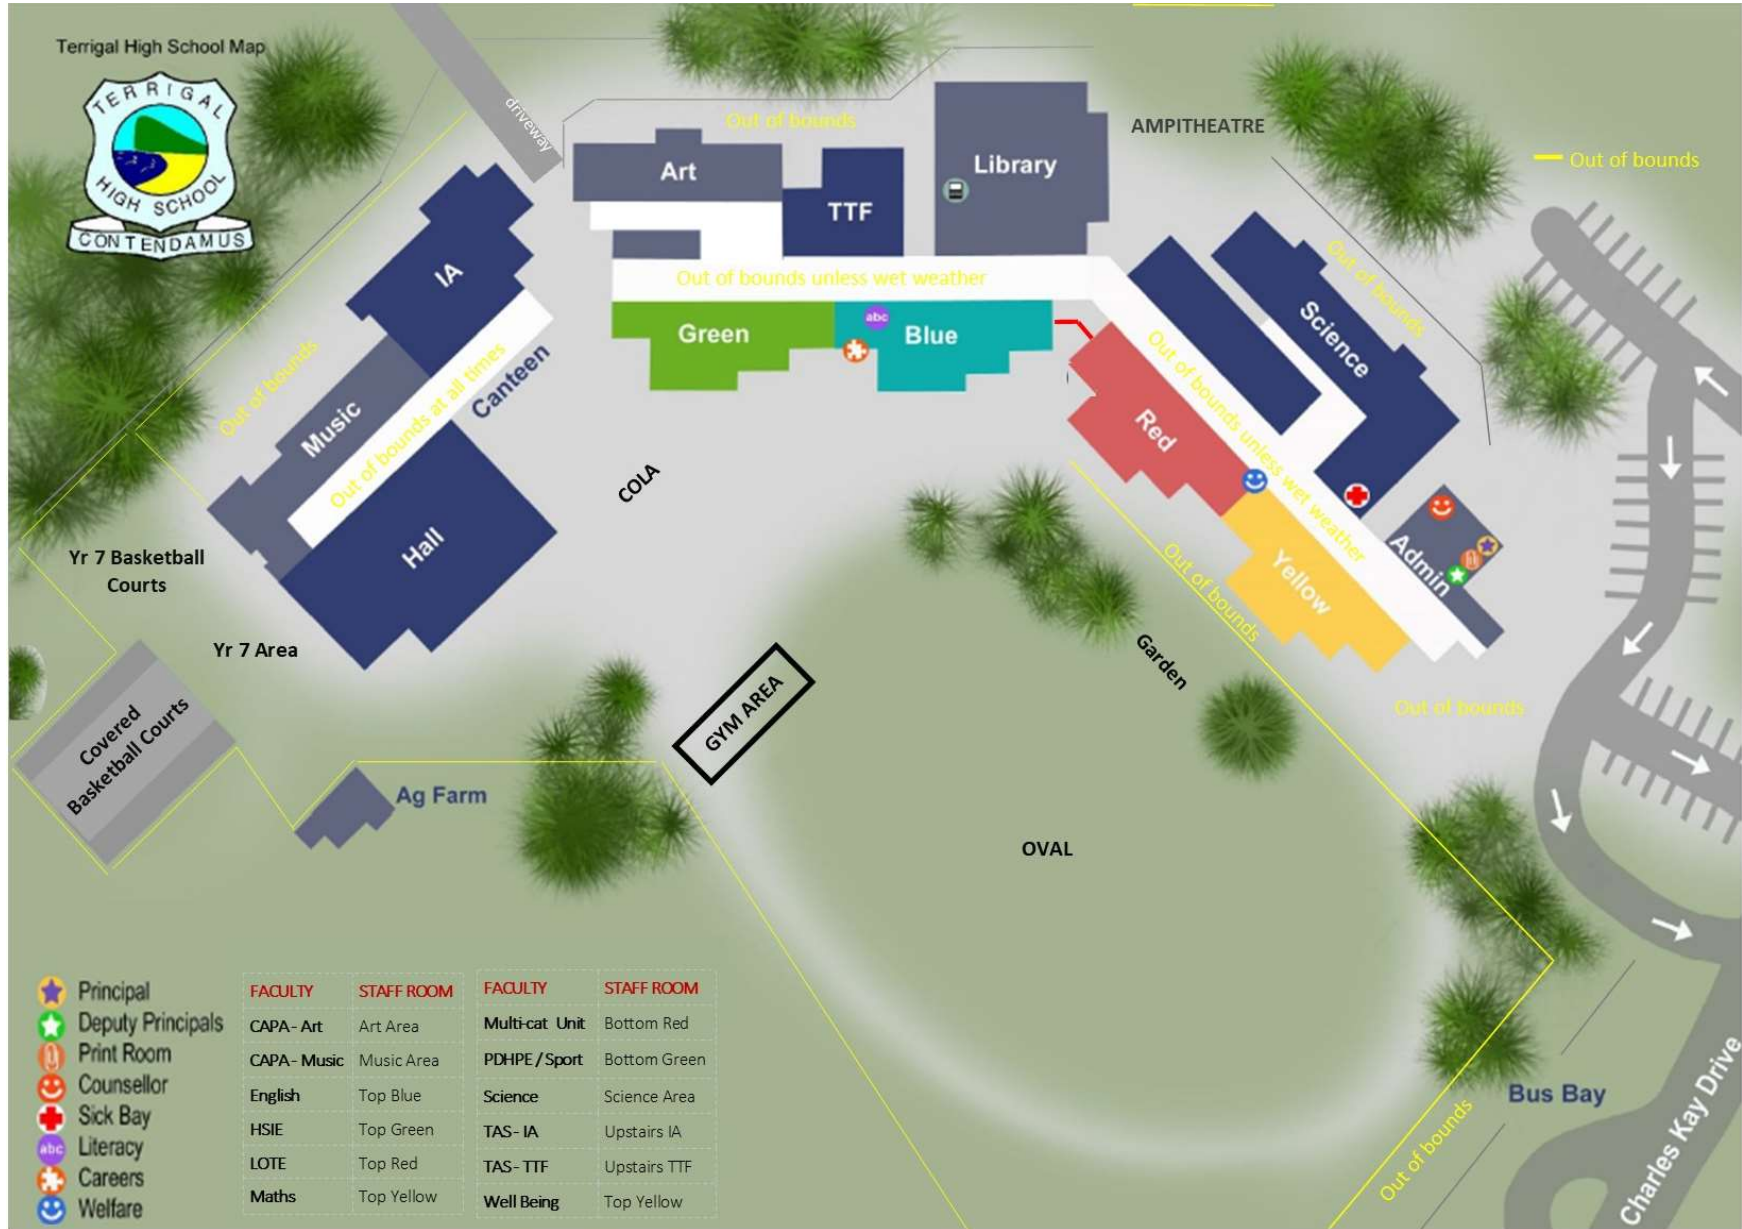 Terrigal High School Map
TERRIGAL
HIGH SCHOOL
CONTENDAMUS
driveway
Out of bounds
AMPITHEATRE
Out of bounds
Art
TTF
Library
IA
Out of bounds unless wet weather
Out of bounds
Science
Green
abc
Blue
Out of bounds
Music
Out of bounds at all times
Canteen
Red
Out of bounds unless wet weather
COLA
Hall
Yr 7 Basketball
Courts
Yr 7 Area
Out of bounds
Yellow
Admin
Garden
Out of bounds
Covered
Basketball Courts
GYM AREA
Ag Farm
OVAL
Bus Bay
Out of bounds
Charles Kay Drive
Principal
Deputy Principals
Print Room
Counsellor
Sick Bay
abc Literacy
Careers
Welfare
FACULTY STAFF ROOM
CAPA - Art Art Area
CAPA - Music Music Area
English Top Blue
HSIE Top Green
LOTE Top Red
Maths Top Yellow
FACULTY STAFF ROOM
Multi-cat Unit Bottom Red
PDHPE / Sport Bottom Green
Science Science Area
TAS - IA Upstairs IA
TAS - TTF Upstairs TTF
Well Being Top Yellow